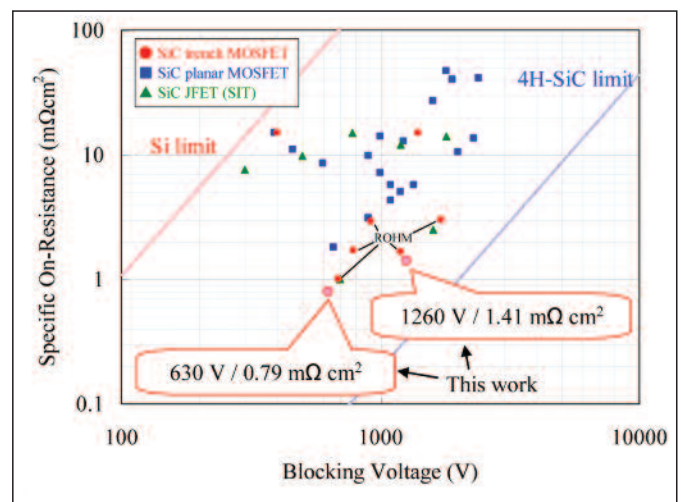 100
10
1
0.1
Specific On-Resistance (mΩcm²)
SiC trench MOSFET
SiC planar MOSFET
SiC JFET (SIT)
Si limit
4H-SiC limit
ROHM
1260 V / 1.41 mΩ cm²
630 V / 0.79 mΩ cm²
This work
100
1000
10000
Blocking Voltage (V)